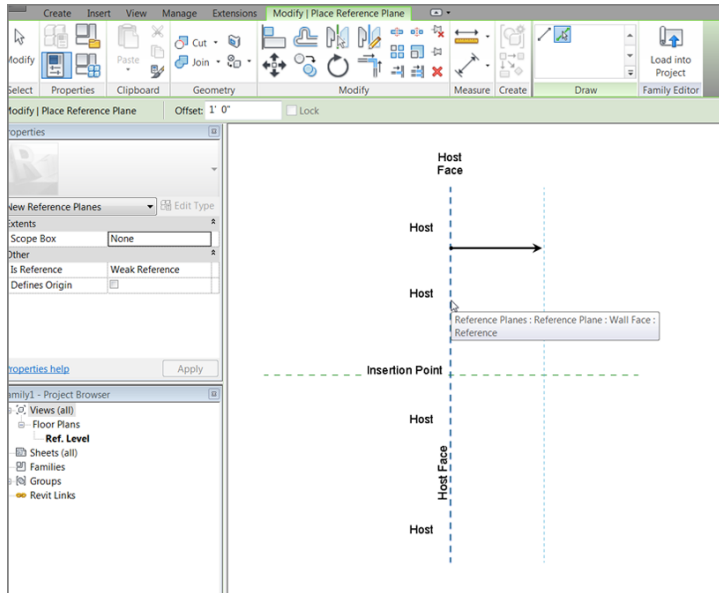 Create Insert View Manage Extensions Modify | Place Reference Plane
Modify Paste Cut Join Load into
Project
Select Properties Clipboard Geometry Modify Measure Create Draw Family Editor
Modify | Place Reference Plane Offset: 1' 0" Lock
roperties
New Reference Planes Edit Type
Extents
Scope Box None
Other
Is Reference Weak Reference
Defines Origin
Properties help Apply
amily1 - Project Browser
Views (all)
Floor Plans
Ref. Level
Sheets (all)
Families
Groups
Revit Links
Host
Face
Host
Host
Reference Planes : Reference Plane : Wall Face :
Reference
Insertion Point
Host
Host Face
Host